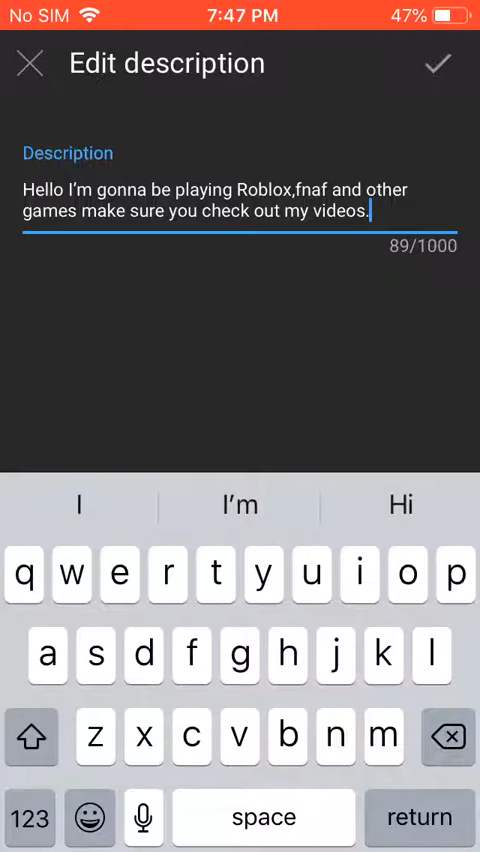 No SIM 7:47 PM 47%
Edit description
Description
Hello I'm gonna be playing Roblox,fnaf and other
games make sure you check out my videos.
89/1000
I I'm Hi
q w e r t y u i o p
a s d f g h j k l
z x c v b n m
123 space return